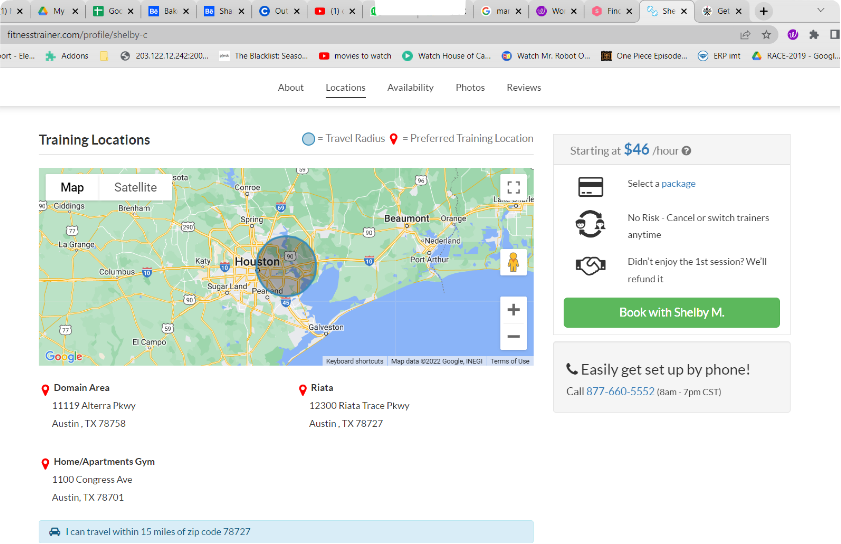 My
Goo
Bak
Sha
Out
(1)
man
Wo
Fin
She
Get
fitnesstrainer.com/profile/shelby-c
port - Ele...
Addons
203.122.12.242:200...
The Blacklist: Seaso...
movies to watch
Watch House of Ca...
Watch Mr. Robot O...
One Piece Episode...
ERP imt
RACE-2019 - Googl...
About
Locations
Availability
Photos
Reviews
Training Locations
= Travel Radius
= Preferred Training Location
Map
Satellite
Conroe
Giddings
Brenham
Spring
Beaumont
Orange
La Grange
Nederland
Katy
Houston
Port Arthur
Columbus
Sugar Land
Pearland
Galveston
El Campo
Google
Keyboard shortcuts
Map data ©2022 Google, INEGI
Terms of Use
Domain Area
11119 Alterra Pkwy
Austin , TX 78758
Riata
12300 Riata Trace Pkwy
Austin , TX 78727
Home/Apartments Gym
1100 Congress Ave
Austin, TX 78701
I can travel within 15 miles of zip code 78727
Starting at $46 /hour
Select a package
No Risk - Cancel or switch trainers
anytime
Didn't enjoy the 1st session? We'll
refund it
Book with Shelby M.
Easily get set up by phone!
Call 877-660-5552 (8am - 7pm CST)